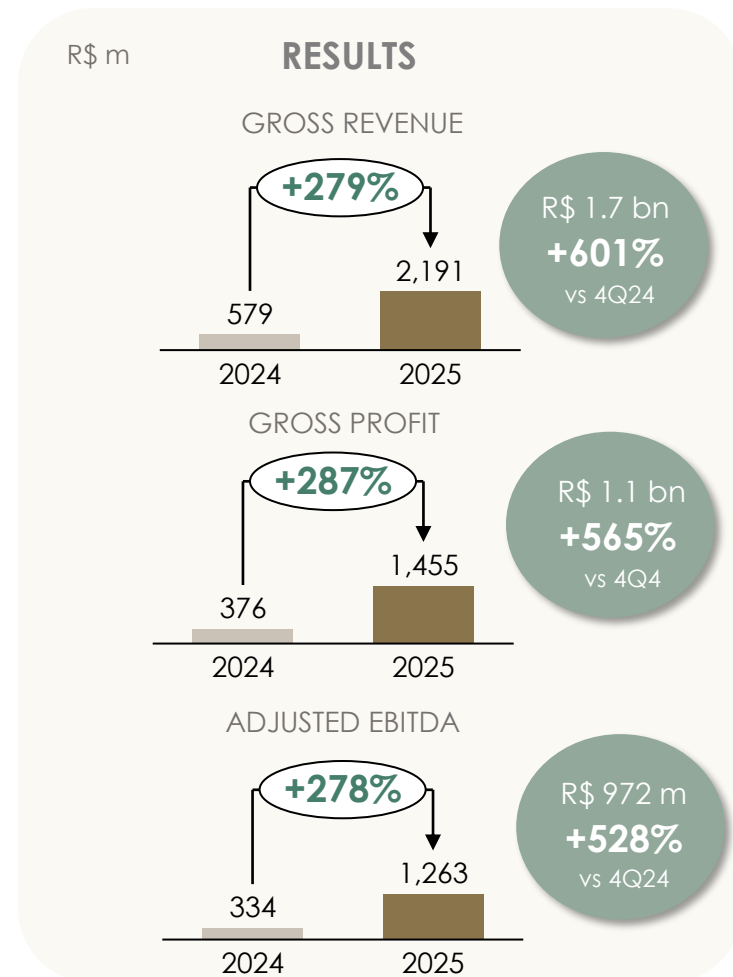 R$ m
RESULTS
GROSS REVENUE
+279%
R$ 1.7 bn
+601%
vs 4Q24
579
2,191
2024
2025
GROSS PROFIT
+287%
R$ 1.1 bn
+565%
vs 4Q4
376
1,455
2024
2025
ADJUSTED EBITDA
+278%
R$ 972 m
+528%
vs 4Q24
334
1,263
2024
2025